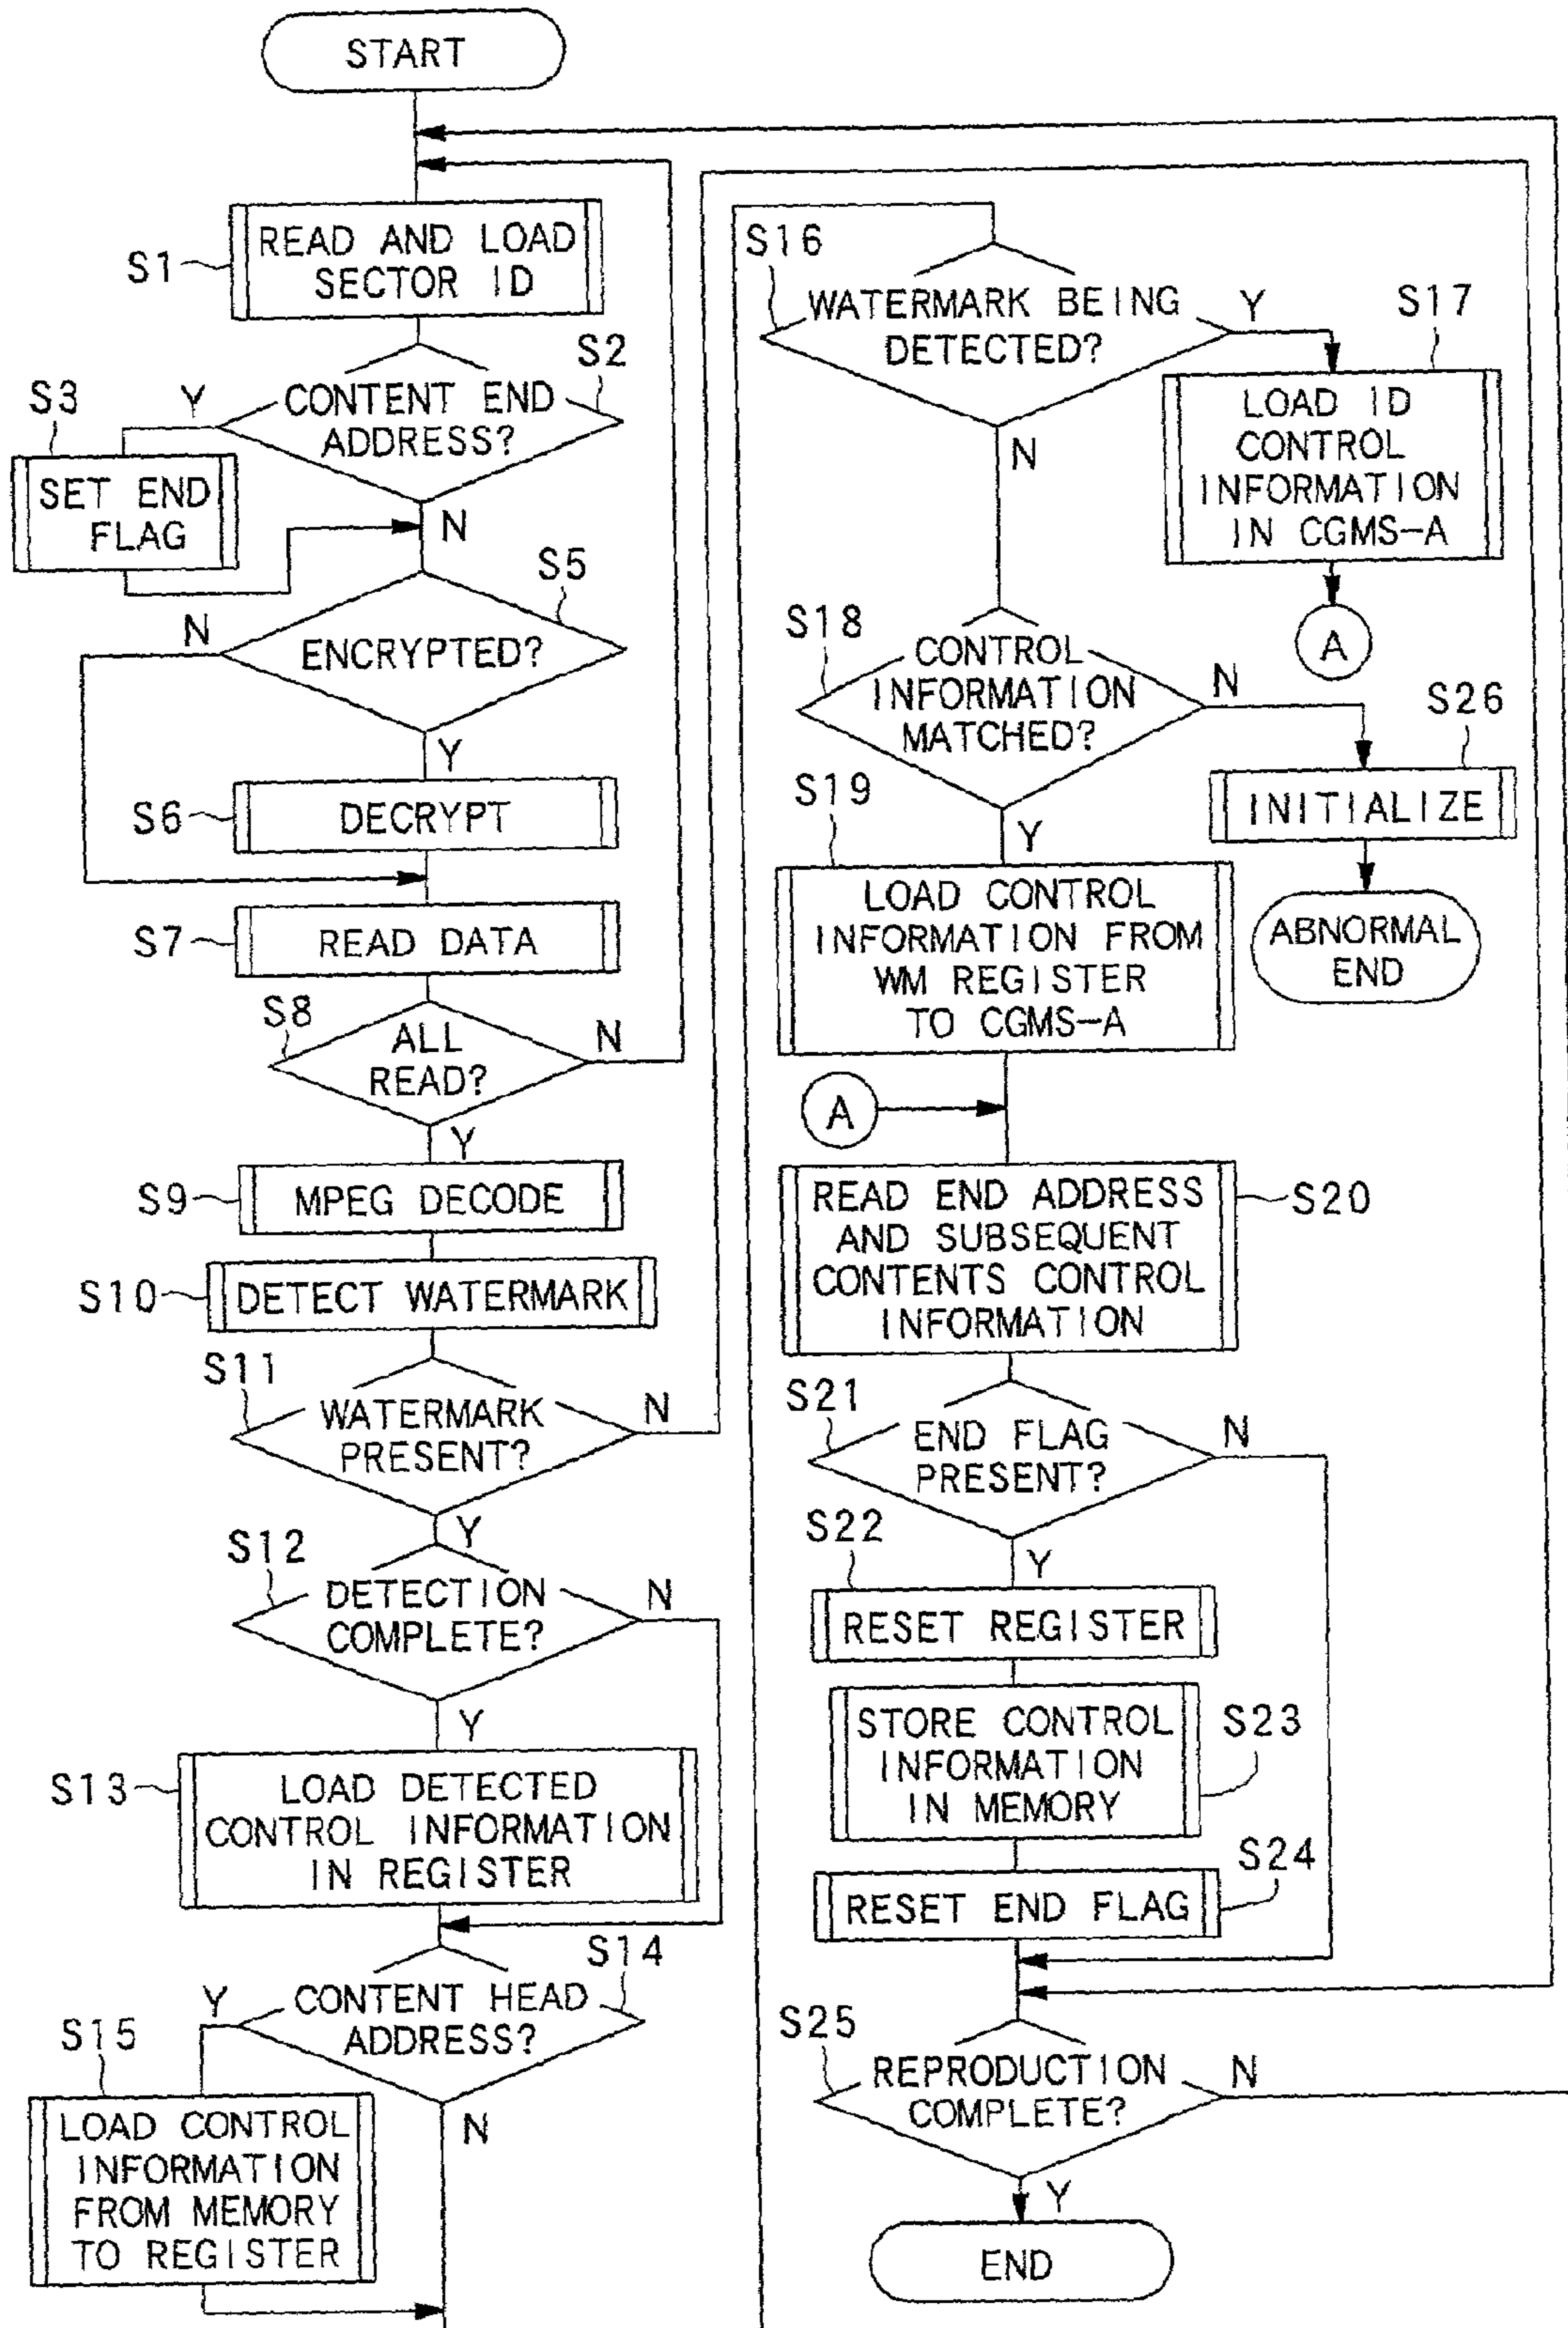 START
S1
READ AND LOAD
SECTOR ID
S2
CONTENT END
ADDRESS?
Y
N
S3
SET END
FLAG
S5
ENCRYPTED?
N
Y
S6
DECRYPT
S7
READ DATA
S8
ALL
READ?
N
Y
S9
MPEG DECODE
S10
DETECT WATERMARK
S11
WATERMARK
PRESENT?
N
Y
S12
DETECTION
COMPLETE?
N
Y
S13
LOAD DETECTED
CONTROL INFORMATION
IN REGISTER
S14
CONTENT HEAD
ADDRESS?
Y
N
S15
LOAD CONTROL
INFORMATION
FROM MEMORY
TO REGISTER
S16
WATERMARK BEING
DETECTED?
Y
N
S17
LOAD ID
CONTROL
INFORMATION
IN CGMS-A
A
S18
CONTROL
INFORMATION
MATCHED?
N
Y
S26
INITIALIZE
ABNORMAL
END
S19
LOAD CONTROL
INFORMATION FROM
WM REGISTER
TO CGMS-A
A
S20
READ END ADDRESS
AND SUBSEQUENT
CONTENTS CONTROL
INFORMATION
S21
END FLAG
PRESENT?
N
Y
S22
RESET REGISTER
S23
STORE CONTROL
INFORMATION
IN MEMORY
S24
RESET END FLAG
S25
REPRODUCTION
COMPLETE?
N
Y
END